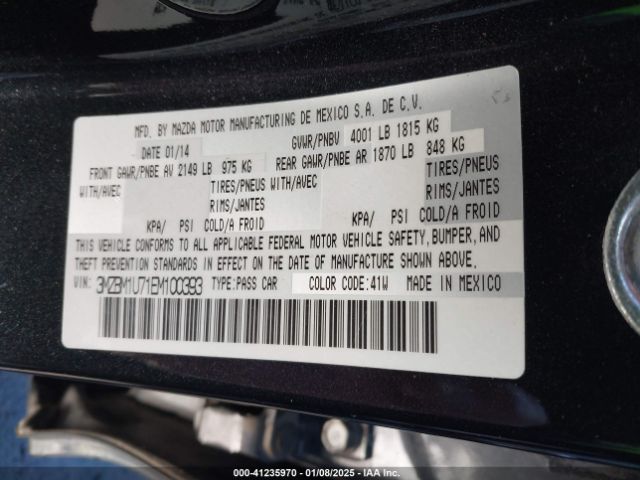 MFD. BY MAZDA MOTOR MANUFACTURING DE MEXICO S.A. DE C.V.
DATE 01/14 GVWR/PNBV 4001 LB 1815 KG
FRONT GAWR/PNBE AV 2149 LB 975 KG REAR GAWR/PNBE AR 1870 LB 848 KG
WITH/AVEC TIRES/PNEUS WITH/AVEC TIRES/PNEUS
RIMS/JANTES RIMS/JANTES
KPA/ PSI COLD/A FROID KPA/ PSI COLD/A FROID
THIS VEHICLE CONFORMS TO ALL APPLICABLE FEDERAL MOTOR VEHICLE SAFETY, BUMPER, AND
THEFT PREVENTION STANDARDS IN EFFECT ON THE DATE OF MANUFACTURE SHOWN ABOVE.
VIN: 3MZBM1U71EM100393 TYPE:PASS CAR COLOR CODE:41W MADE IN MEXICO
000-41235970 - 01/08/2025 - IAA Inc.